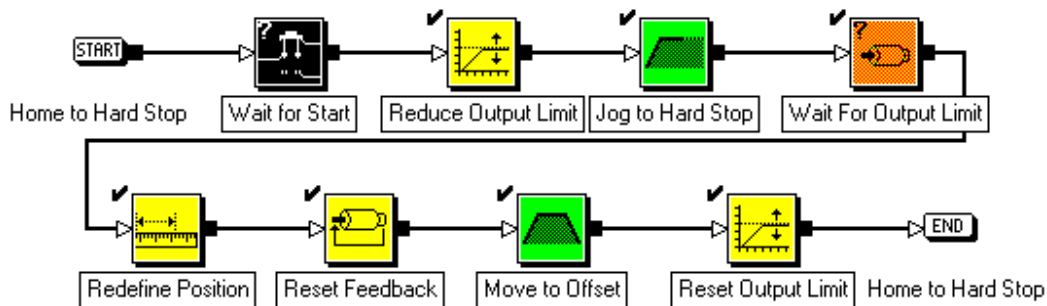 START
?
?
Home to Hard Stop
Wait for Start
Reduce Output Limit
Jog to Hard Stop
Wait For Output Limit
END
Redefine Position
Reset Feedback
Move to Offset
Reset Output Limit
Home to Hard Stop